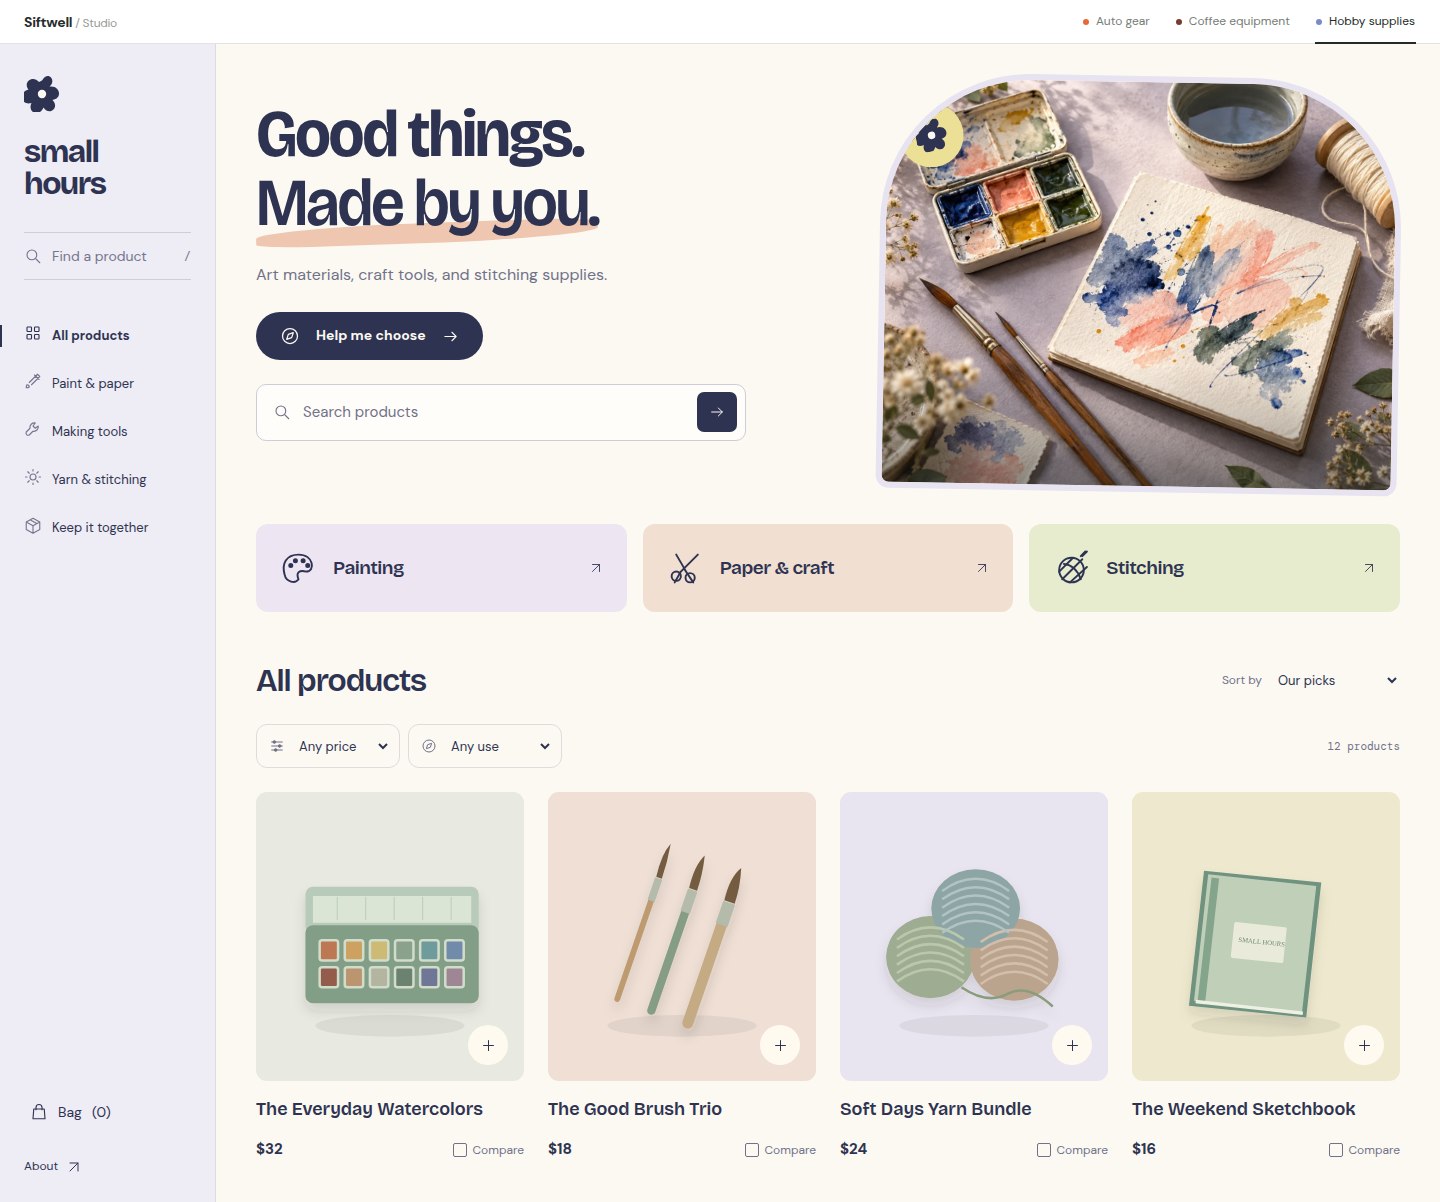 Siftwell / Studio
Auto gear
Coffee equipment
Hobby supplies
small
hours
Find a product /
All products
Paint & paper
Making tools
Yarn & stitching
Keep it together
Bag (0)
About
Good things.
Made by you.
Art materials, craft tools, and stitching supplies.
Help me choose
Search products
Painting
Paper & craft
Stitching
All products
Sort by Our picks
Any price
Any use
12 products
SMALL HOURS
The Everyday Watercolors
$32
Compare
The Good Brush Trio
$18
Compare
Soft Days Yarn Bundle
$24
Compare
The Weekend Sketchbook
$16
Compare